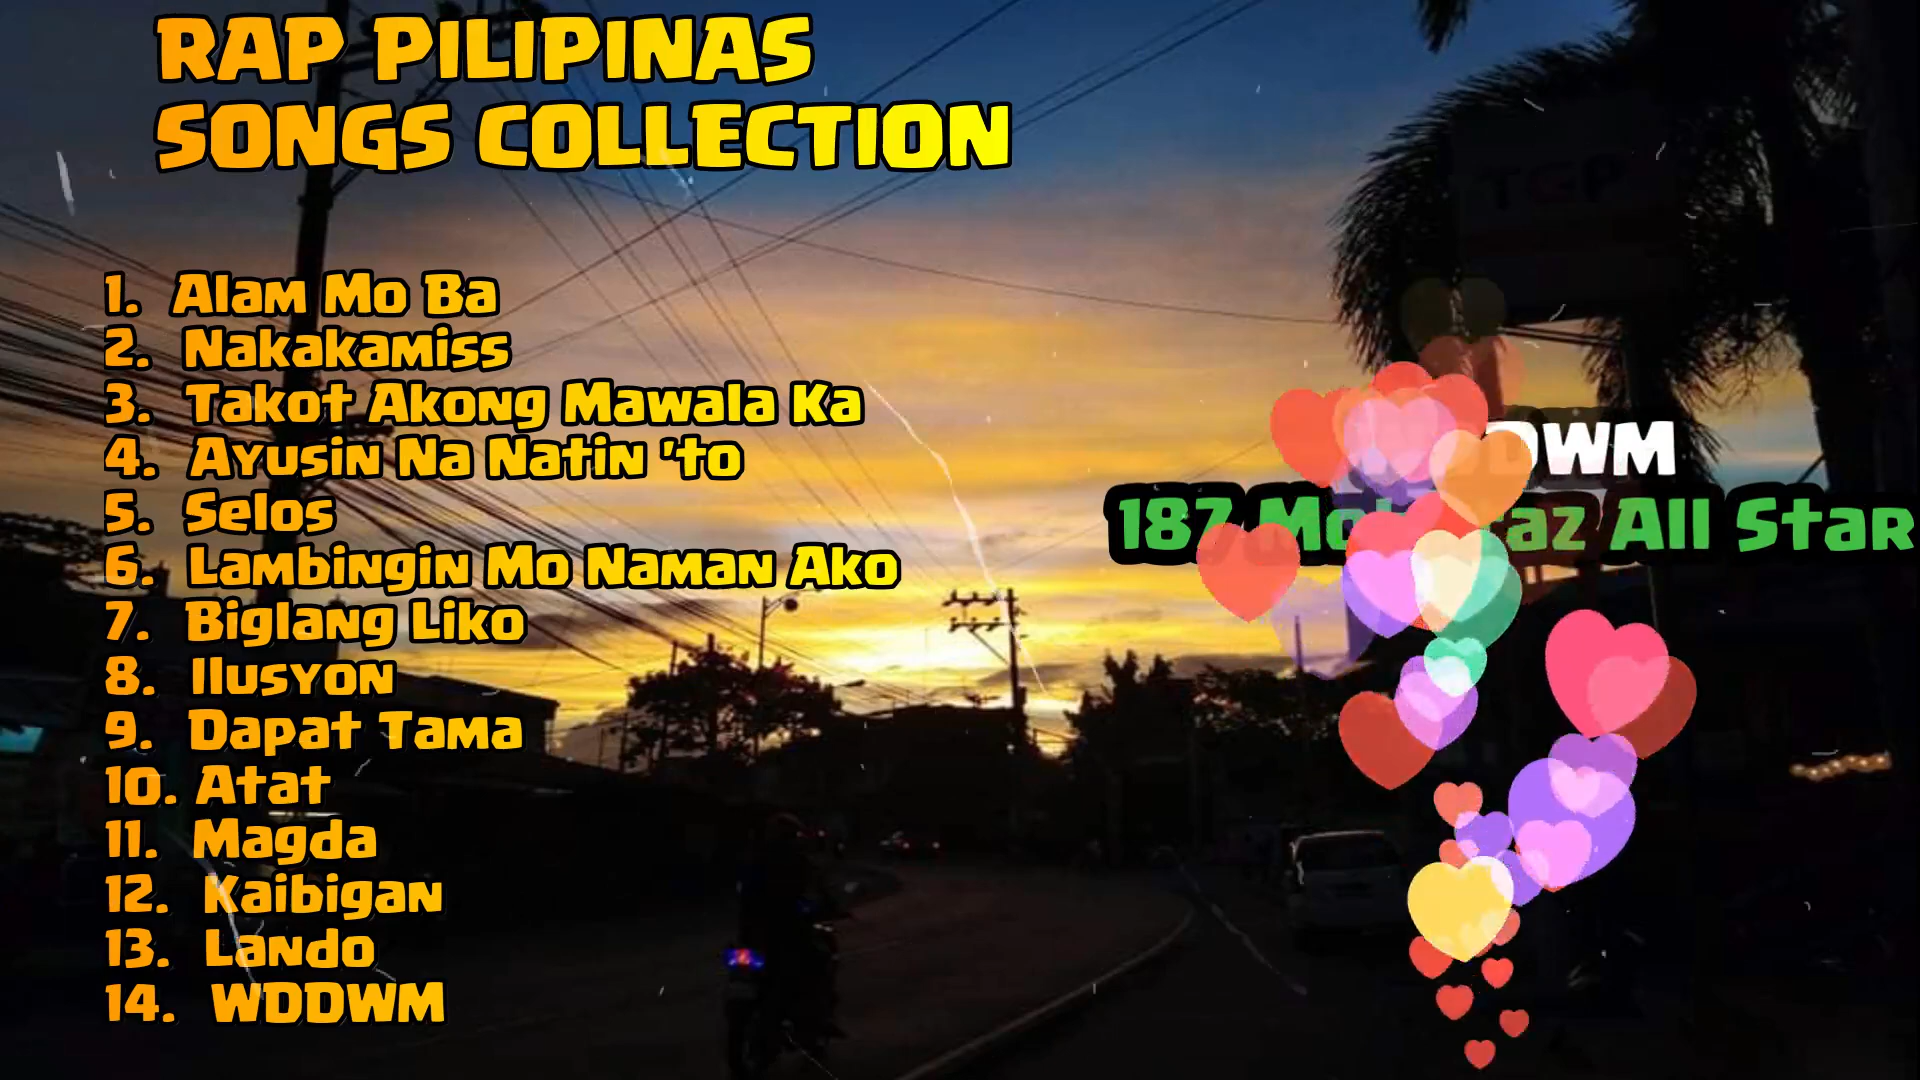 RAP PILIPINAS
SONGS COLLECTION
1. Alam Mo Ba
2. Nakakamiss
3. Takot Akong Mawala Ka
4. Ayusin Na Natin 'to
5. Selos
6. Lambingin Mo Naman Ako
7. Biglang Liko
8. Ilusyon
9. Dapat Tama
10. Atat
11. Magda
12. Kaibigan
13. Lando
14. WDDWM
187 All Star